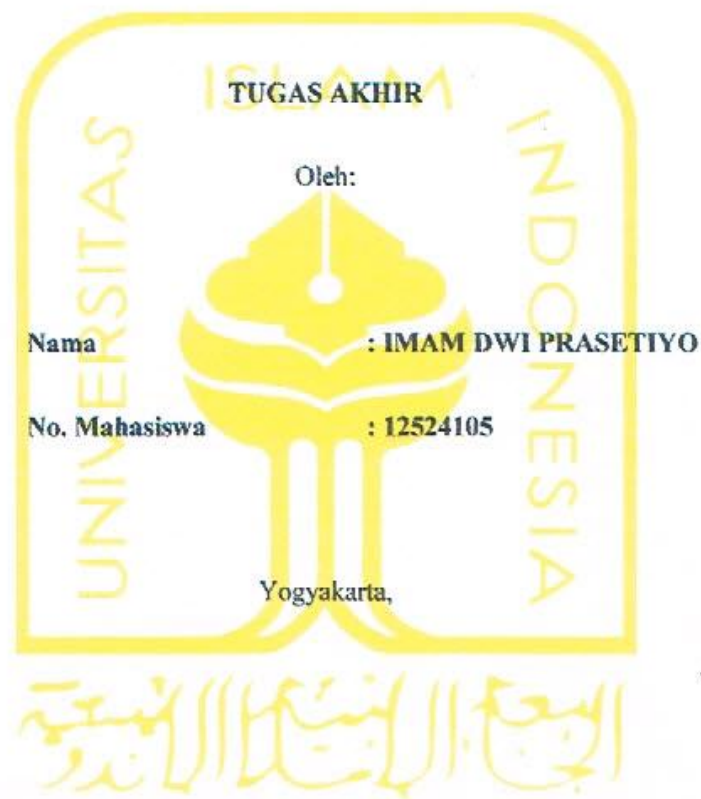 UNIVERSITAS ISLAM INDONESIA
TUGAS AKHIR
Oleh:
Nama : IMAM DWI PRASETIYO
No. Mahasiswa : 12524105
Yogyakarta,